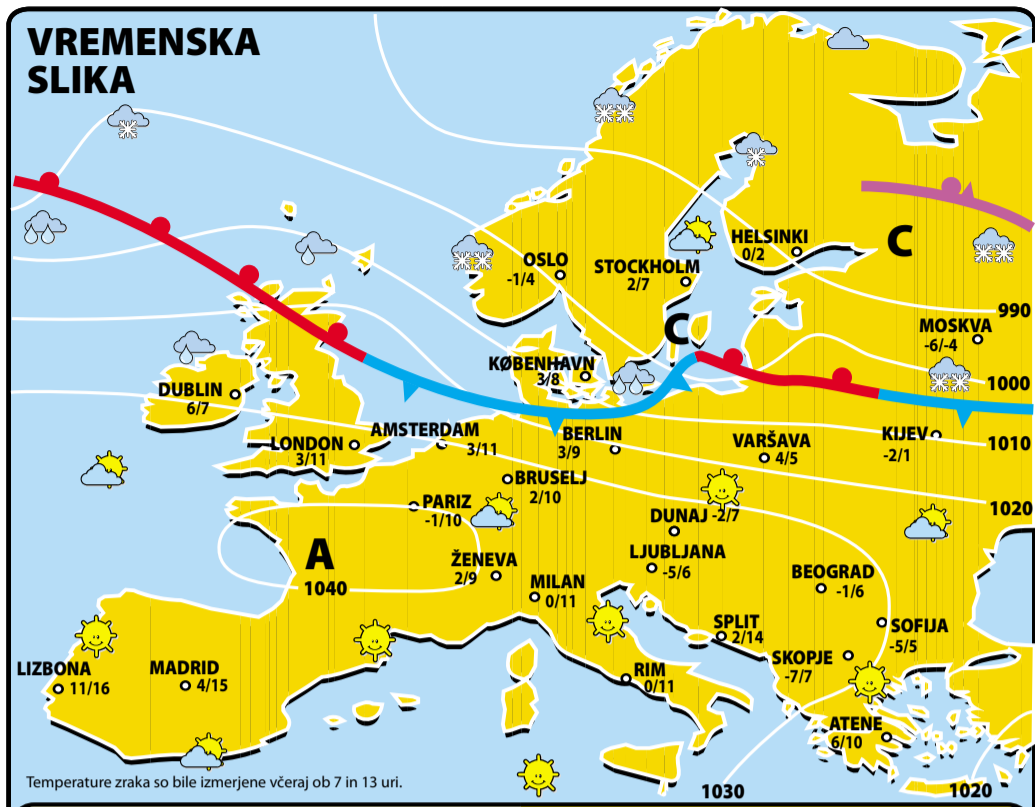 VREMENSKA
SLIKA
HELSINKI
0/2
C
OSLO
-1/4
STOCKHOLM
2/7
990
C
MOSKVA
-6/-4
KØBENHAVN
3/8
1000
DUBLIN
6/7
AMSTERDAM
3/11
BERLIN
3/9
VARŠAVA
4/5
KIJEV
-2/1
1010
LONDON
3/11
BRUSELJ
2/10
PARIZ
-1/10
1020
DUNAJ -2/7
A
ŽENEVA
2/9
LJUBLJANA
-5/6
1040
MILAN
0/11
BEOGRAD
-1/6
SPLIT
2/14
SOFIJA
-5/5
LIZBONA
11/16
MADRID
4/15
RIM
0/11
SKOPJE
-7/7
ATENE
6/10
Temperature zraka so bile izmerjene včeraj ob 7 in 13 uri.
1030
1020